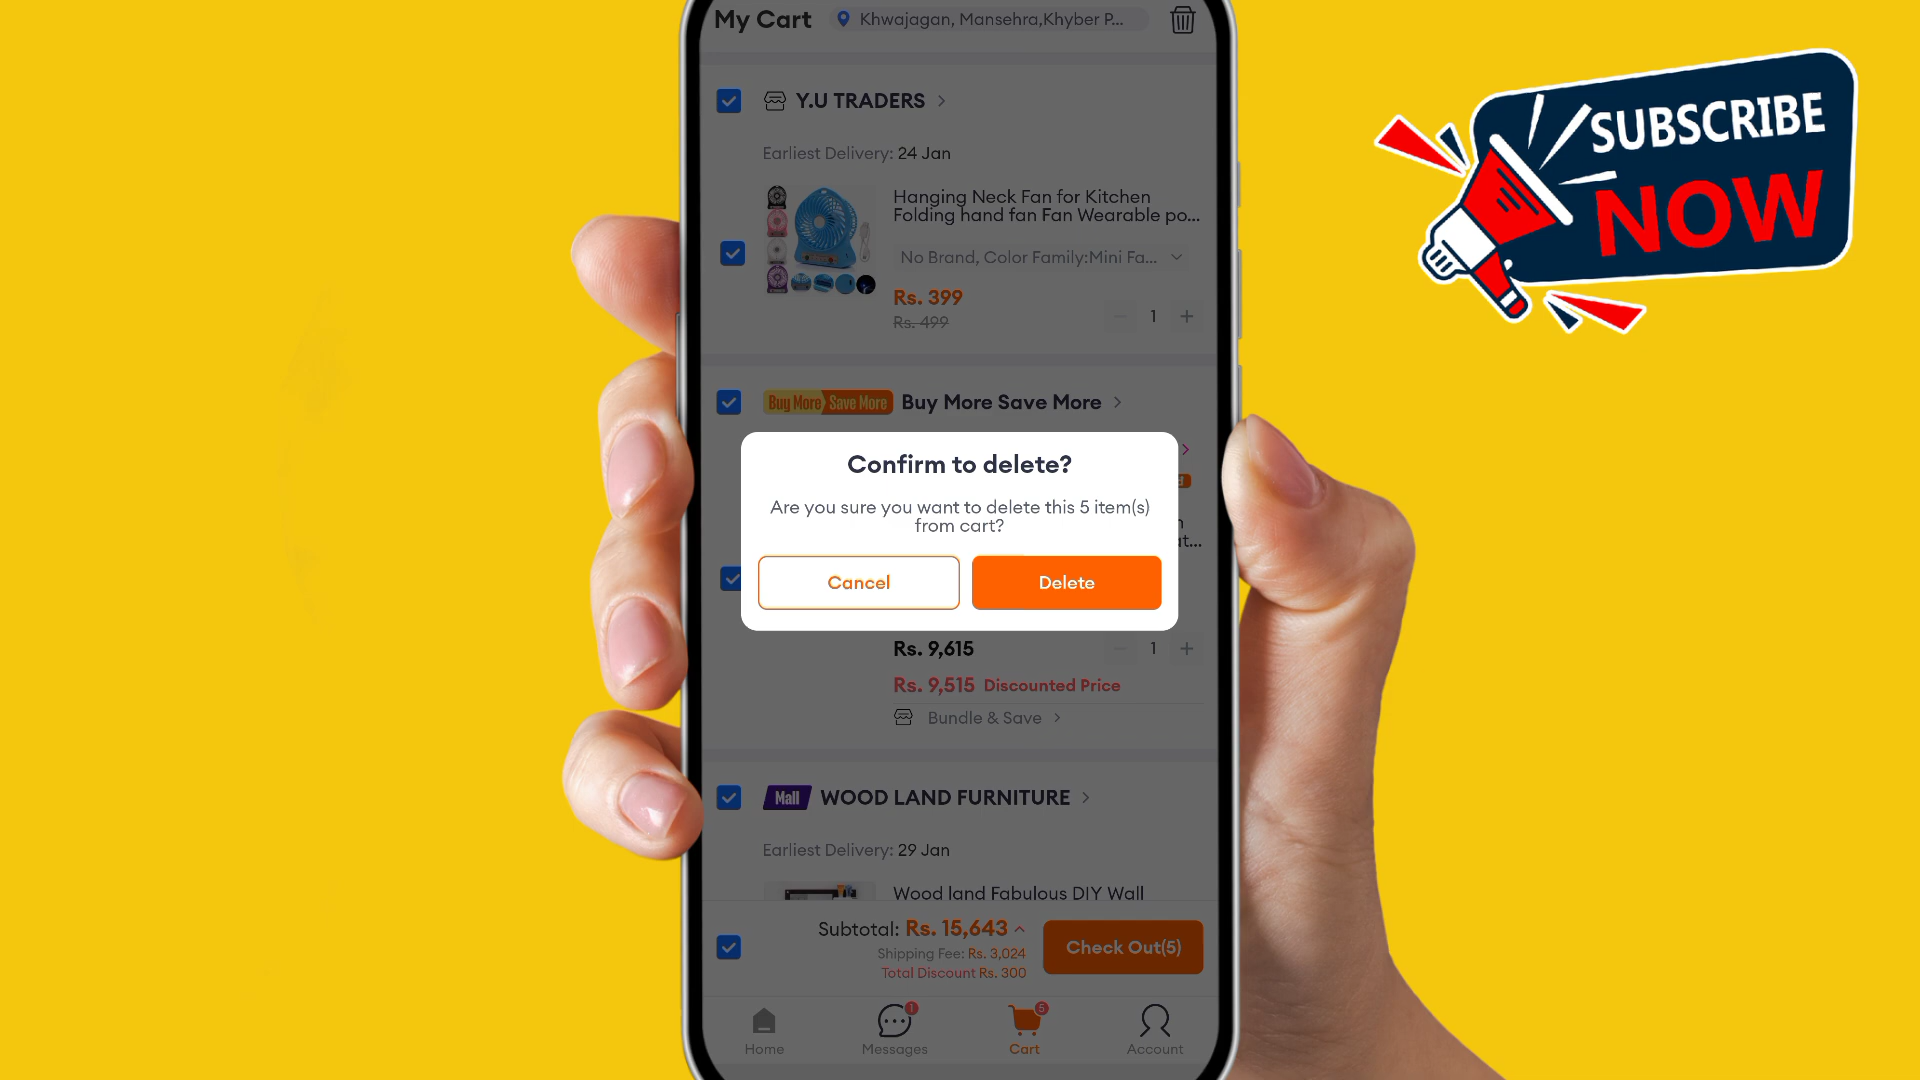 My Cart
Khwajagan, Mansehra,Khyber P...
SUBSCRIBE
NOW
Y.U TRADERS
Earliest Delivery: 24 Jan
Hanging Neck Fan for Kitchen
Folding hand fan Fan Wearable po...
No Brand, Color Family:Mini Fa...
Rs. 399
Rs. 499
1
Buy More Save More
Buy More Save More
Confirm to delete?
Are you sure you want to delete this 5 item(s)
from cart?
Cancel
Delete
Rs. 9,615
1
Rs. 9,515 Discounted Price
Bundle & Save
Mall
WOOD LAND FURNITURE
Earliest Delivery: 29 Jan
Wood land Fabulous DIY Wall
Subtotal: Rs. 15,643
Shipping Fee: Rs. 3,024
Total Discount Rs. 300
Check Out(5)
1
5
Home
Messages
Cart
Account